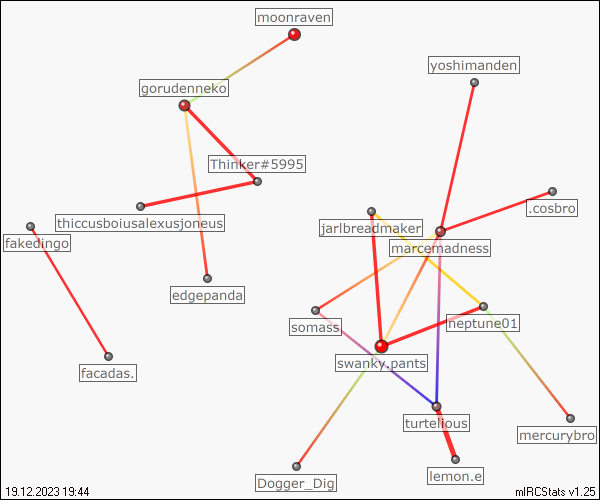 moonraven
yoshimanden
gorudenneko
Thinker#5995
.cosbro
thiccusboiusalexusjoneus
jarlbreadmaker
fakedingo
marcemadness
edgepanda
somass
neptune01
swanky.pants
facadas.
turtelious
mercurybro
Dogger_Dig
lemon.e
19.12.2023 19:44
mIRCStats v1.25